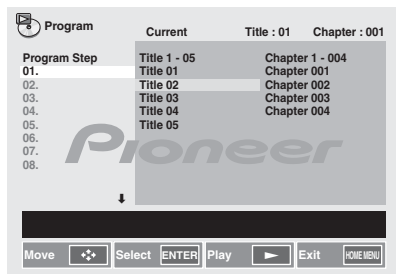 Program
Current Title : 01 Chapter : 001
Program Step Title 1 - 05 Chapter 1 - 004
01. Title 01 Chapter 001
02. Title 02 Chapter 002
03. Title 03 Chapter 003
04. Title 04 Chapter 004
05. Title 05
06.
07.
08.
Pioneer
Move Select ENTER Play Exit HOME MENU